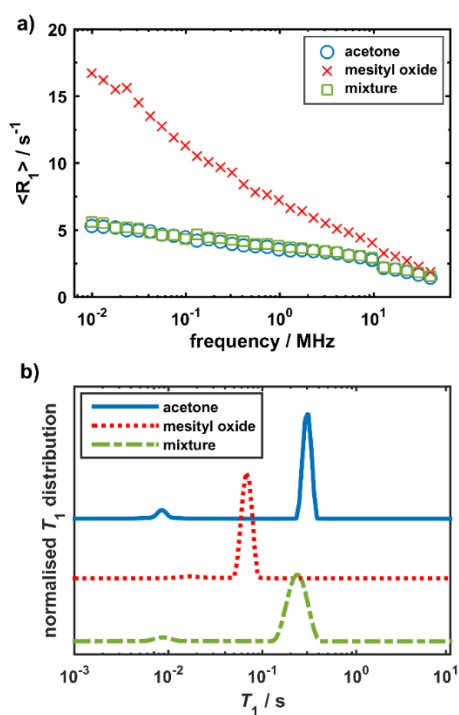 a)
20
15
10
5
0
<R₁> / s⁻¹
acetone
mesityl oxide
mixture
10⁻² 10⁻¹ 10⁰ 10¹
frequency / MHz
b)
normalised T₁ distribution
acetone
mesityl oxide
mixture
10⁻³ 10⁻² 10⁻¹ 10⁰ 10¹
T₁ / s